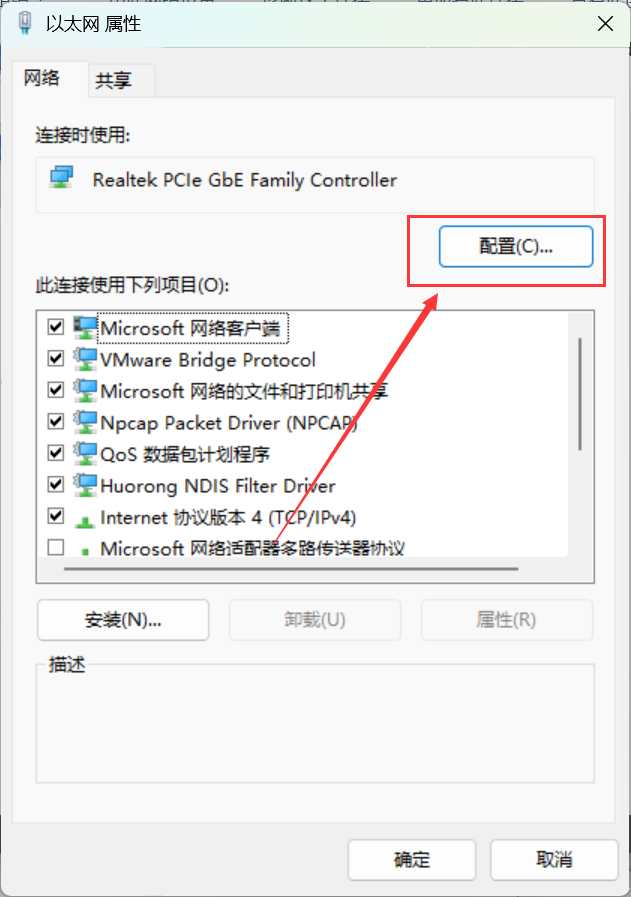 以太网 属性
网络 共享
连接时使用:
Realtek PCIe GbE Family Controller
配置(C)...
此连接使用下列项目(O):
Microsoft 网络客户端
VMware Bridge Protocol
Microsoft 网络的文件和打印机共享
Npcap Packet Driver (NPCAP)
QoS 数据包计划程序
Huorong NDIS Filter Driver
Internet 协议版本 4 (TCP/IPv4)
Microsoft 网络适配器多路传送器协议
安装(N)... 卸载(U) 属性(R)
描述
确定 取消